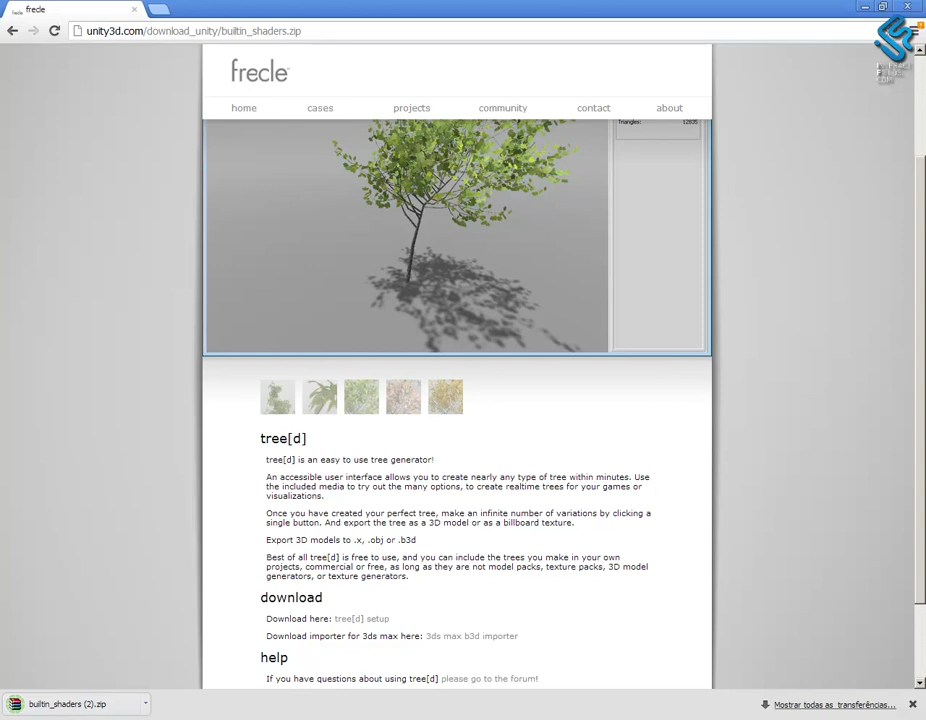 frecle
unity3d.com/download_unity/builtin_shaders.zip
frecle
home cases projects community contact about
Triangles: 12835
tree[d]
tree[d] is an easy to use tree generator!
An accessible user interface allows you to create nearly any type of tree within minutes. Use
the included media to try out the many options, to create realtime trees for your games or
visualizations.
Once you have created your perfect tree, make an infinite number of variations by clicking a
single button. And export the tree as a 3D model or as a billboard texture.
Export 3D models to .x, .obj or .b3d
Best of all tree[d] is free to use, and you can include the trees you make in your own
projects, commercial or free, as long as they are not model packs, texture packs, 3D model
generators, or texture generators.
download
Download here: tree[d] setup
Download importer for 3ds max here: 3ds max b3d importer
help
If you have questions about using tree[d] please go to the forum!
builtin_shaders (2).zip
Mostrar todas as transferências...